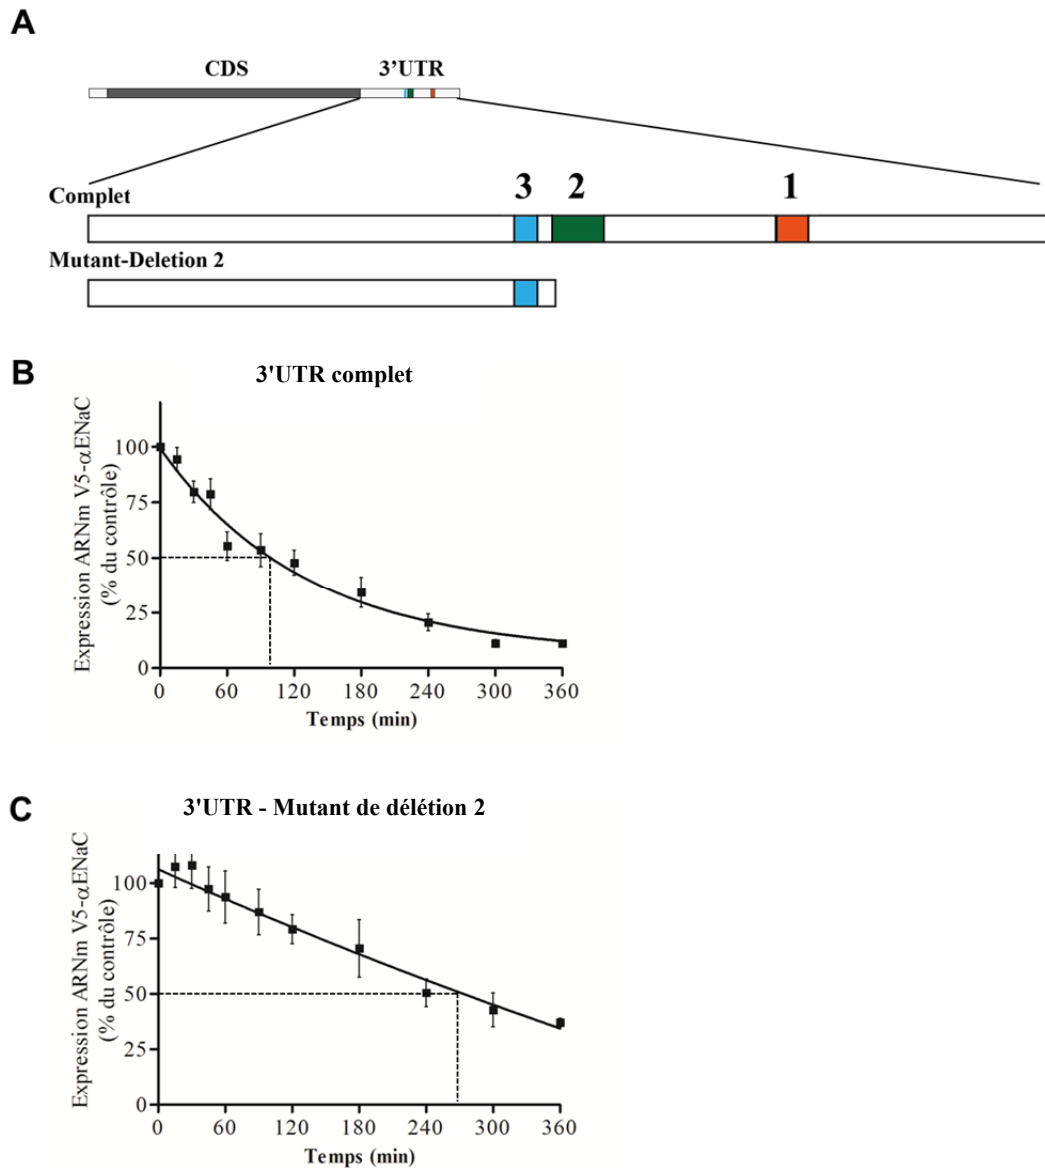 A
CDS 3'UTR
Complet
3 2 1
Mutant-Deletion 2
B
3'UTR complet
Expression ARNm V5-αENaC
(% du contrôle)
100
75
50
25
0
0 60 120 180 240 300 360
Temps (min)
C
3'UTR - Mutant de délétion 2
Expression ARNm V5-αENaC
(% du contrôle)
100
75
50
25
0
0 60 120 180 240 300 360
Temps (min)